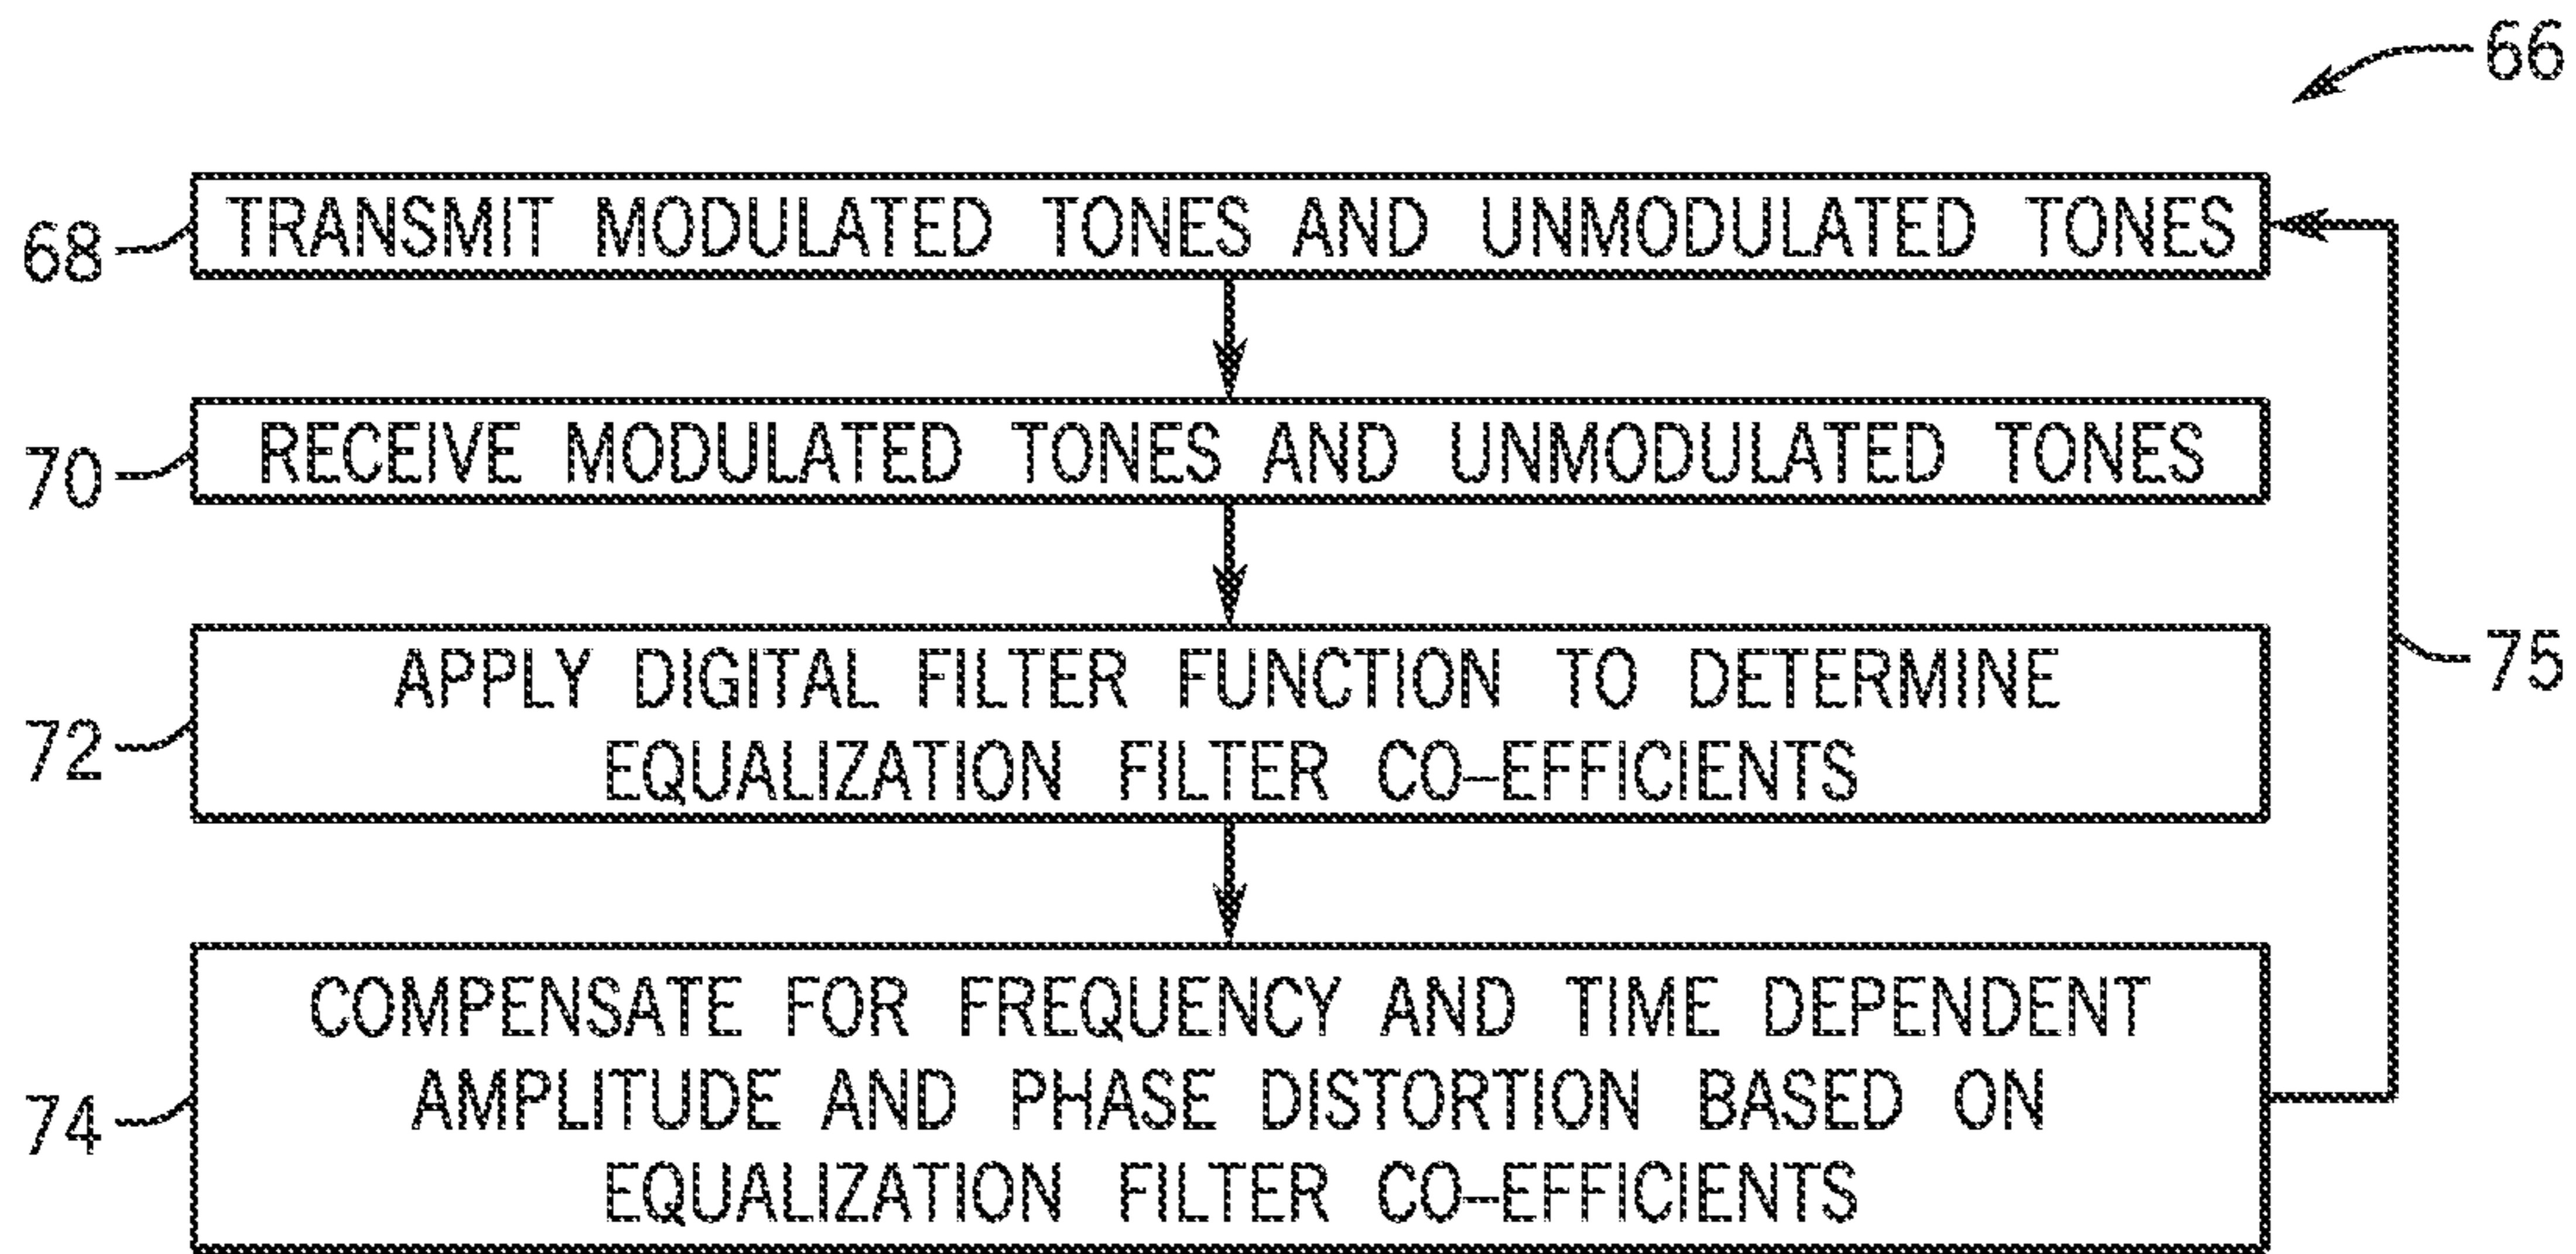 66
68
TRANSMIT MODULATED TONES AND UNMODULATED TONES
70
RECEIVE MODULATED TONES AND UNMODULATED TONES
72
APPLY DIGITAL FILTER FUNCTION TO DETERMINE
EQUALIZATION FILTER CO-EFFICIENTS
75
74
COMPENSATE FOR FREQUENCY AND TIME DEPENDENT
AMPLITUDE AND PHASE DISTORTION BASED ON
EQUALIZATION FILTER CO-EFFICIENTS